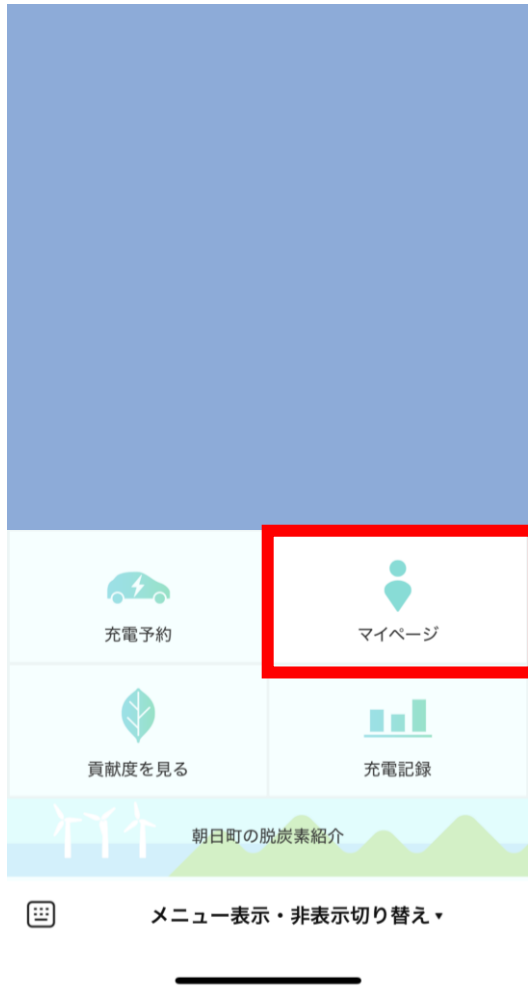 充電予約
マイページ
貢献度を見る
充電記録
朝日町の脱炭素紹介
メニュー表示・非表示切り替え▾